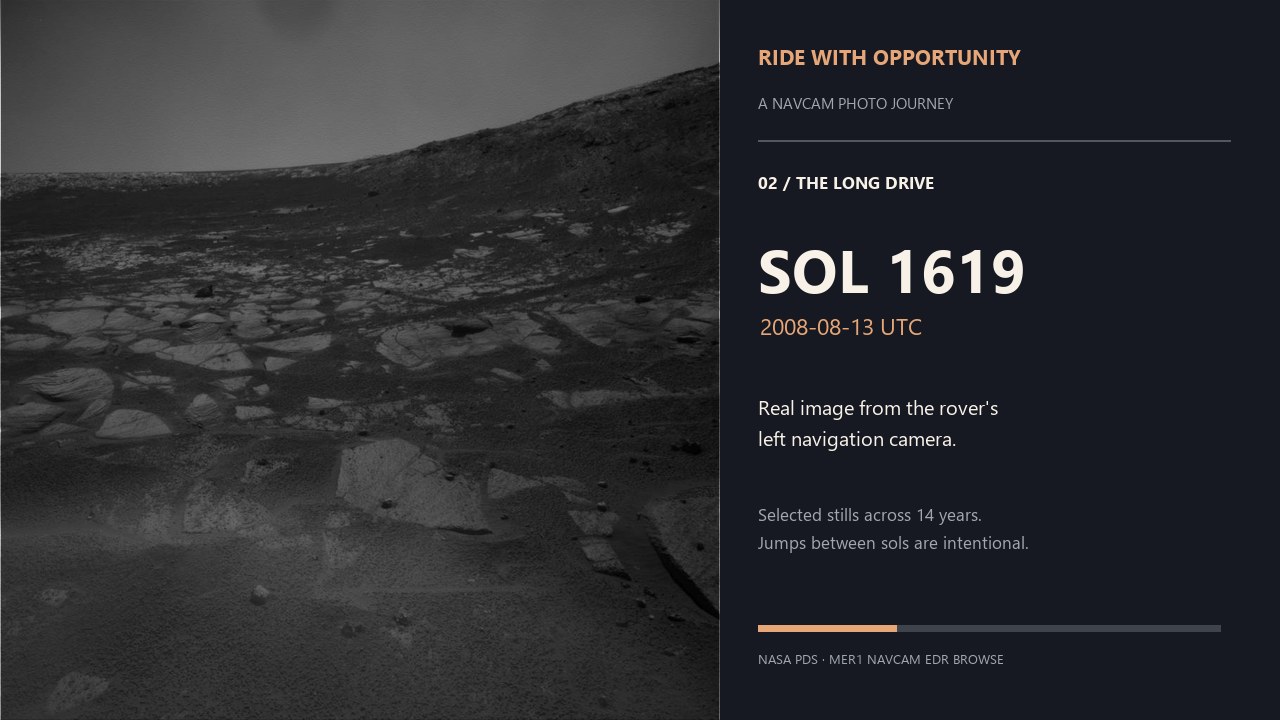 RIDE WITH OPPORTUNITY
A NAVCAM PHOTO JOURNEY
02 / THE LONG DRIVE
SOL 1619
2008-08-13 UTC
Real image from the rover's
left navigation camera.
Selected stills across 14 years.
Jumps between sols are intentional.
NASA PDS · MER1 NAVCAM EDR BROWSE